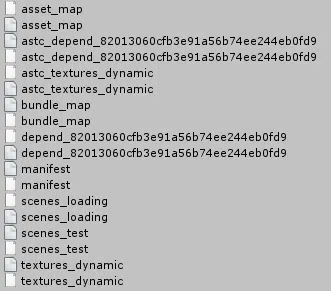 asset_map
asset_map
astc_depend_82013060cfb3e91a56b74ee244eb0fd9
astc_depend_82013060cfb3e91a56b74ee244eb0fd9
astc_textures_dynamic
astc_textures_dynamic
bundle_map
bundle_map
depend_82013060cfb3e91a56b74ee244eb0fd9
depend_82013060cfb3e91a56b74ee244eb0fd9
manifest
manifest
scenes_loading
scenes_loading
scenes_test
scenes_test
textures_dynamic
textures_dynamic